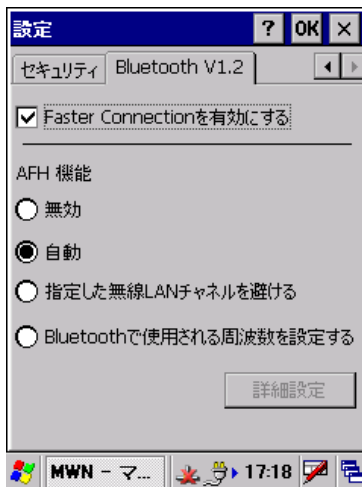 設定 ? OK ×
セキュリティ Bluetooth V1.2
Faster Connectionを有効にする
AFH 機能
無効
自動
指定した無線LANチャネルを避ける
Bluetoothで使用される周波数を設定する
詳細設定
MWN - マ... 17:18